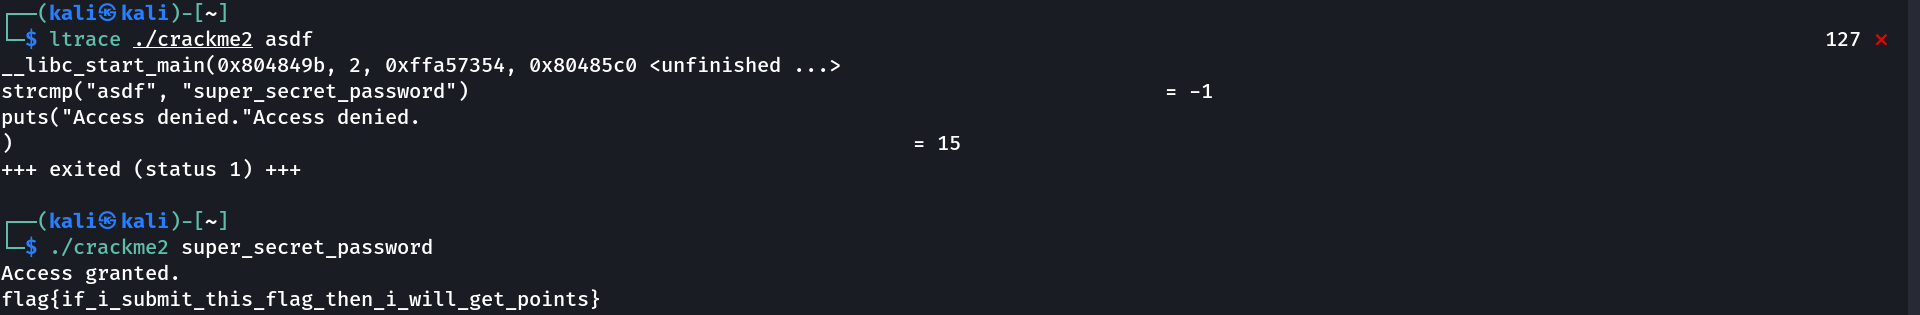 ┌──(kali㉿kali)-[~]
└─$ ltrace ./crackme2 asdf 127 ⨯
__libc_start_main(0x804849b, 2, 0xffa57354, 0x80485c0 <unfinished ...>
strcmp("asdf", "super_secret_password") = -1
puts("Access denied."Access denied.
) = 15
+++ exited (status 1) +++
┌──(kali㉿kali)-[~]
└─$ ./crackme2 super_secret_password
Access granted.
flag{if_i_submit_this_flag_then_i_will_get_points}